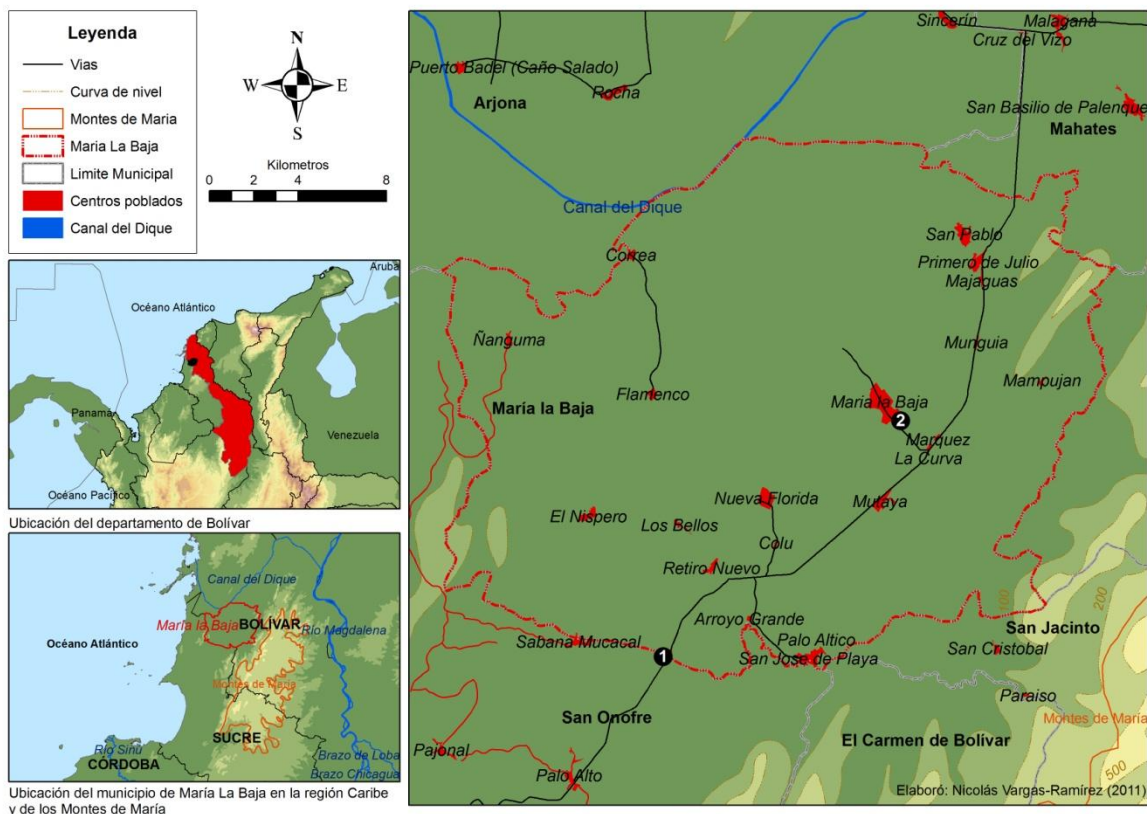 Leyenda
Vias
Curva de nivel
Montes de Maria
Maria La Baja
Limite Municipal
Centros poblados
Canal del Dique
N
W
E
S
Kilometros
0 2 4 8
Aruba
Océano Atlántico
Panamá
Venezuela
Océano Pacífico
Ubicación del departamento de Bolívar
Canal del Dique
María la Baja
BOLÍVAR
Río Magdalena
Océano Atlántico
Montes de María
SUCRE
Río Sinú
CÓRDOBA
Brazo de Loba
Brazo Chicagua
Ubicación del municipio de María La Baja en la región Caribe
y de los Montes de María
Sincerín
Malagana
Cruz del Vizo
Puerto Badel (Caño Salado)
Rocha
Arjona
San Basilio de Palenque
Mahates
Canal del Dique
San Pablo
Correa
Primero de Julio
Majaguas
Ñanguma
Munguia
Mampujan
Flamenco
María la Baja
Maria la Baja
2
Marquez
La Curva
Nueva Florida
Mutaya
El Nispero
Los Bellos
Colu
Retiro Nuevo
100
200
Arroyo Grande
San Jacinto
Sabana Mucacal
Palo Altico
San Jose de Playa
San Cristobal
1
Paraiso
San Onofre
Montes de María
El Carmen de Bolívar
Pajonal
Palo Alto
500
Elaboró: Nicolás Vargas-Ramírez (2011)